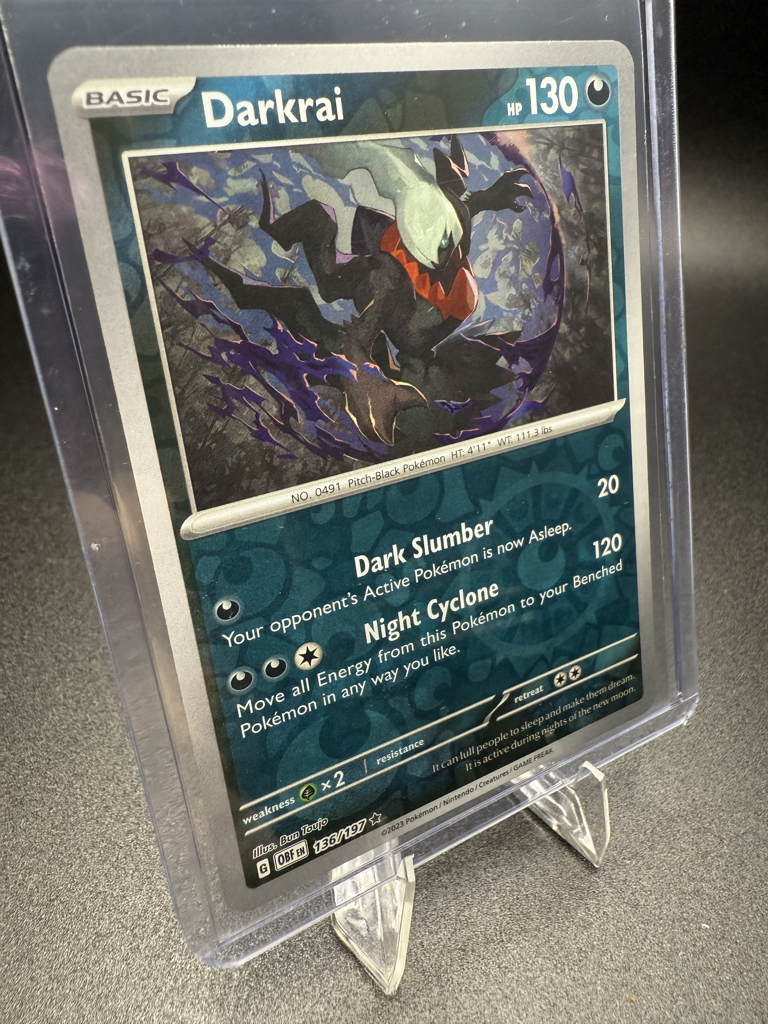 BASIC Darkrai HP 130
NO. 0491 Pitch-Black Pokémon HT: 4'11" WT: 111.3 lbs
Dark Slumber 20
Your opponent's Active Pokémon is now Asleep.
Night Cyclone 120
Move all Energy from this Pokémon to your Benched
Pokémon in any way you like.
weakness ×2 resistance retreat
It can lull people to sleep and make them dream.
It is active during nights of the new moon.
Illus. Bun Toujo
G OBF EN 136/197 ©2023 Pokémon / Nintendo / Creatures / GAME FREAK